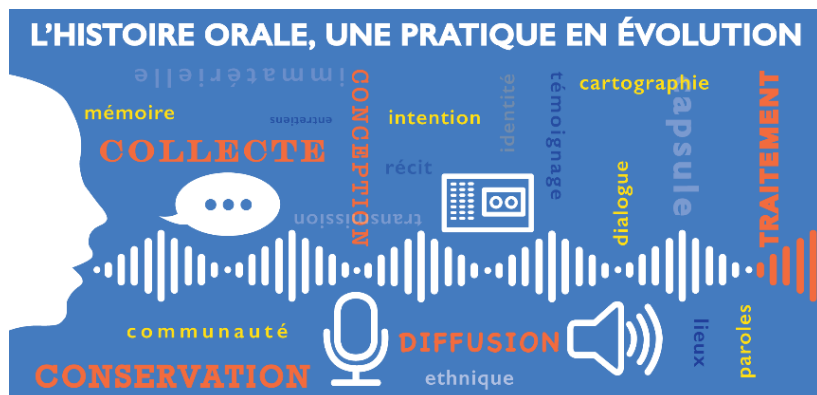 L'HISTOIRE ORALE, UNE PRATIQUE EN ÉVOLUTION
immatérielle
CONCEPTION
identité
témoignage
cartographie
capsule
TRAITEMENT
mémoire
entretiens
intention
COLLECTE
récit
dialogue
transmission
communauté
DIFFUSION
lieux
paroles
CONSERVATION
ethnique